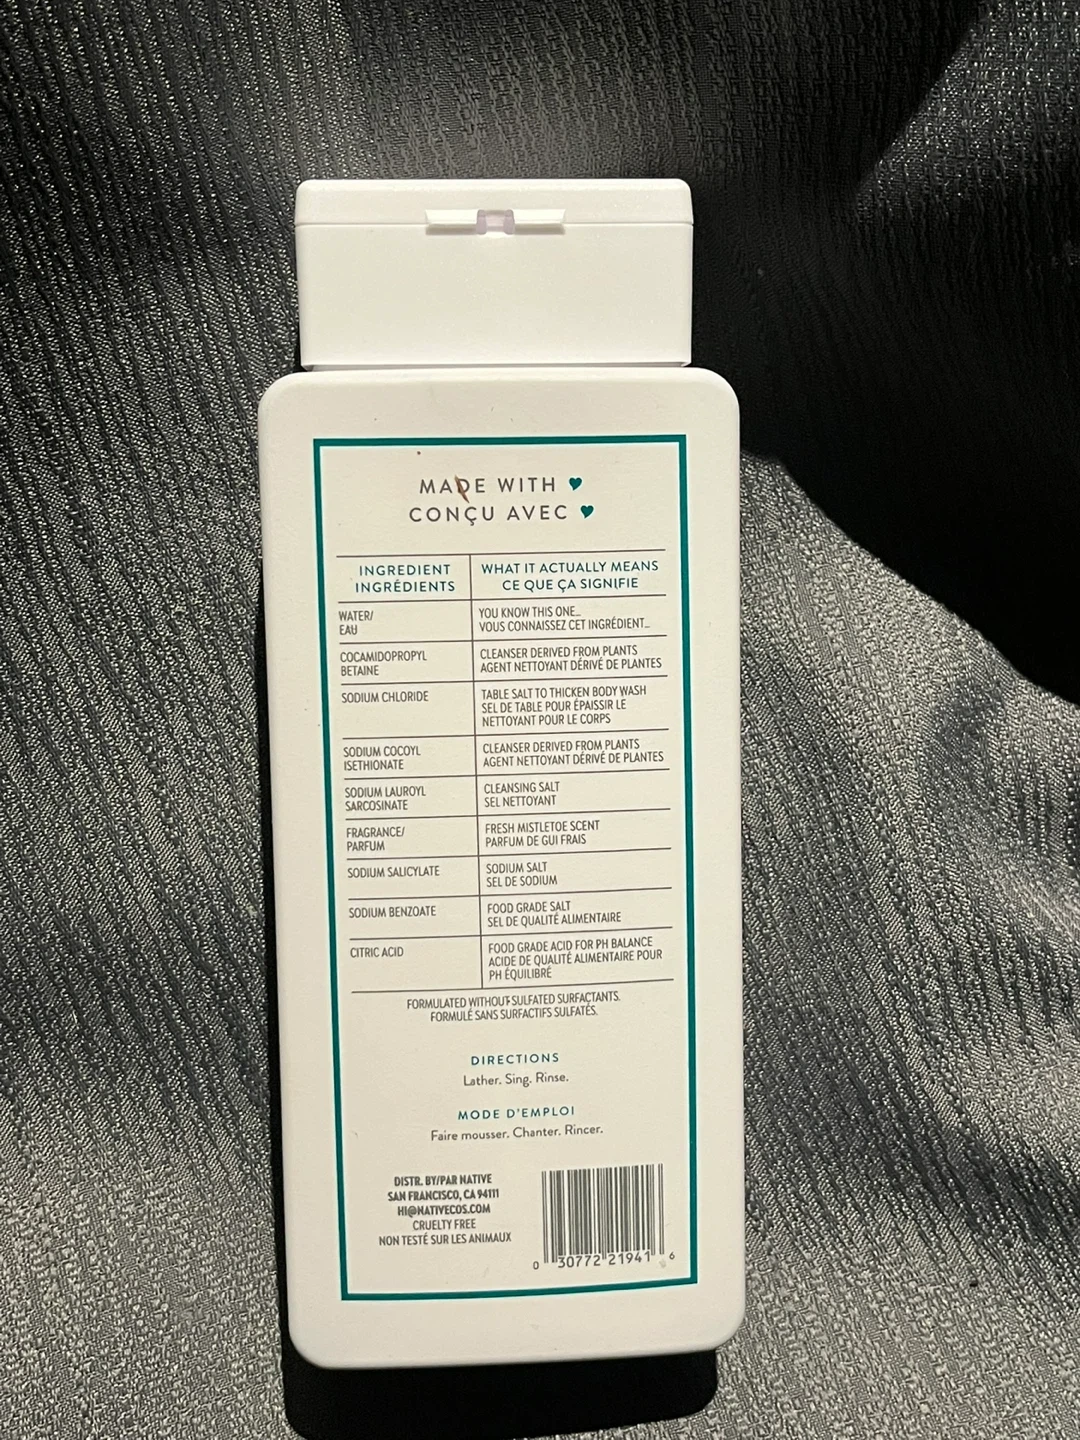 MADE WITH ♥
CONÇU AVEC ♥
INGREDIENT
INGRÉDIENTS
WHAT IT ACTUALLY MEANS
CE QUE ÇA SIGNIFIE
WATER/
EAU
YOU KNOW THIS ONE...
VOUS CONNAISSEZ CET INGRÉDIENT...
COCAMIDOPROPYL
BETAINE
CLEANSER DERIVED FROM PLANTS
AGENT NETTOYANT DÉRIVÉ DE PLANTES
SODIUM CHLORIDE
TABLE SALT TO THICKEN BODY WASH
SEL DE TABLE POUR ÉPAISSIR LE
NETTOYANT POUR LE CORPS
SODIUM COCOYL
ISETHIONATE
CLEANSER DERIVED FROM PLANTS
AGENT NETTOYANT DÉRIVÉ DE PLANTES
SODIUM LAUROYL
SARCOSINATE
CLEANSING SALT
SEL NETTOYANT
FRAGRANCE/
PARFUM
FRESH MISTLETOE SCENT
PARFUM DE GUI FRAIS
SODIUM SALICYLATE
SODIUM SALT
SEL DE SODIUM
SODIUM BENZOATE
FOOD GRADE SALT
SEL DE QUALITÉ ALIMENTAIRE
CITRIC ACID
FOOD GRADE ACID FOR PH BALANCE
ACIDE DE QUALITÉ ALIMENTAIRE POUR
PH ÉQUILIBRÉ
FORMULATED WITHOUT SULFATED SURFACTANTS.
FORMULÉ SANS SURFACTIFS SULFATÉS.
DIRECTIONS
Lather. Sing. Rinse.
MODE D'EMPLOI
Faire mousser. Chanter. Rincer.
DISTR. BY/PAR NATIVE
SAN FRANCISCO, CA 94111
HI@NATIVECOS.COM
CRUELTY FREE
NON TESTÉ SUR LES ANIMAUX
0 30772 21941 6